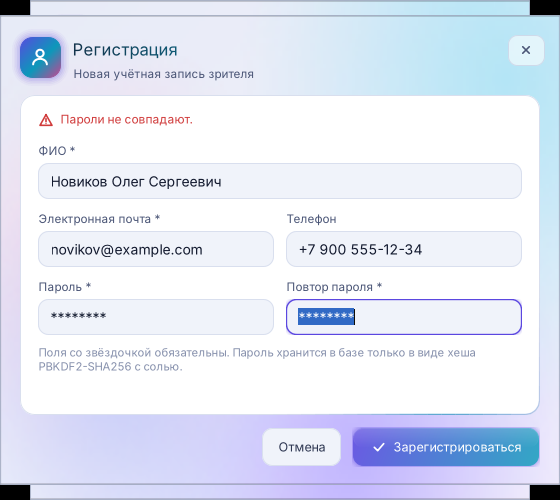 Регистрация
Новая учётная запись зрителя
Пароли не совпадают.
ФИО *
Новиков Олег Сергеевич
Электронная почта *
Телефон
novikov@example.com
+7 900 555-12-34
Пароль *
Повтор пароля *
********
********
Поля со звёздочкой обязательны. Пароль хранится в базе только в виде хеша
PBKDF2-SHA256 с солью.
Отмена
Зарегистрироваться